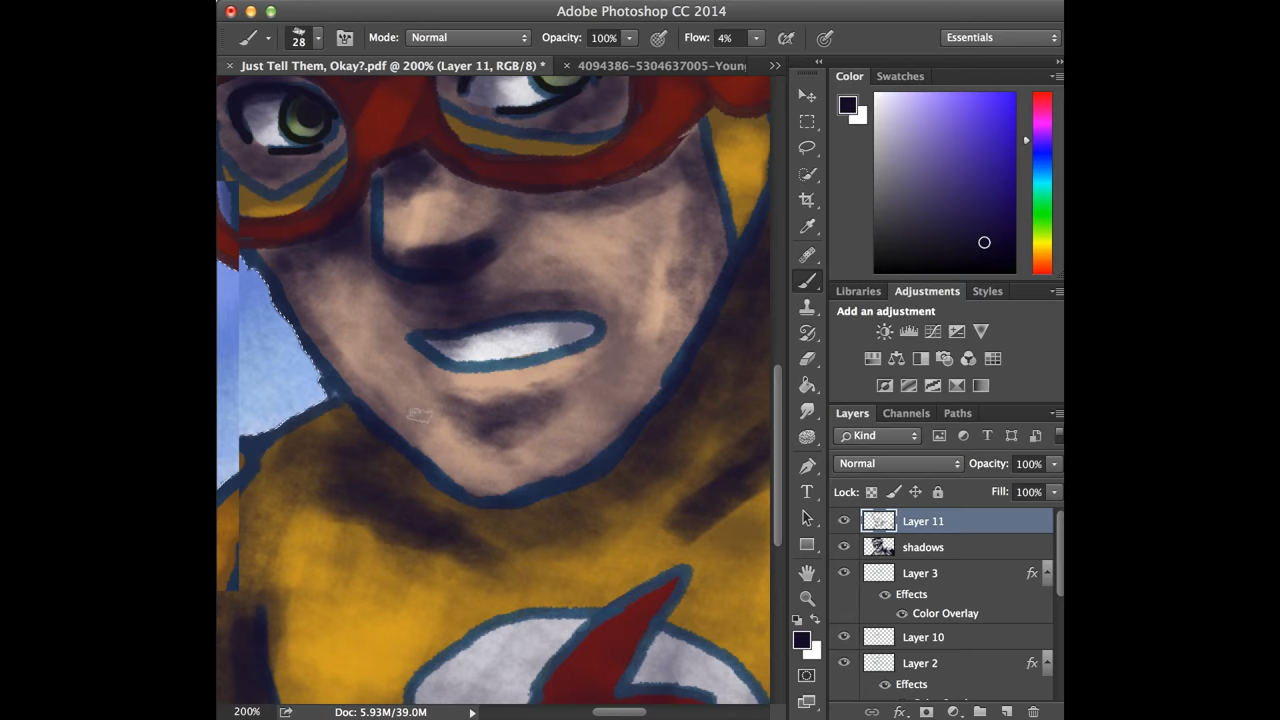 Adobe Photoshop CC 2014
28 Mode: Normal Opacity: 100% Flow: 4% Essentials
Just Tell Them, Okay?.pdf @ 200% (Layer 11, RGB/8) * 4094386-5304637005-Youn
Color Swatches
Libraries Adjustments Styles
Add an adjustment
Layers Channels Paths
Kind
Normal Opacity: 100%
Lock: Fill: 100%
Layer 11
shadows
Layer 3 fx
Effects
Color Overlay
Layer 10
Layer 2 fx
Effects
200% Doc: 5.93M/39.0M fx